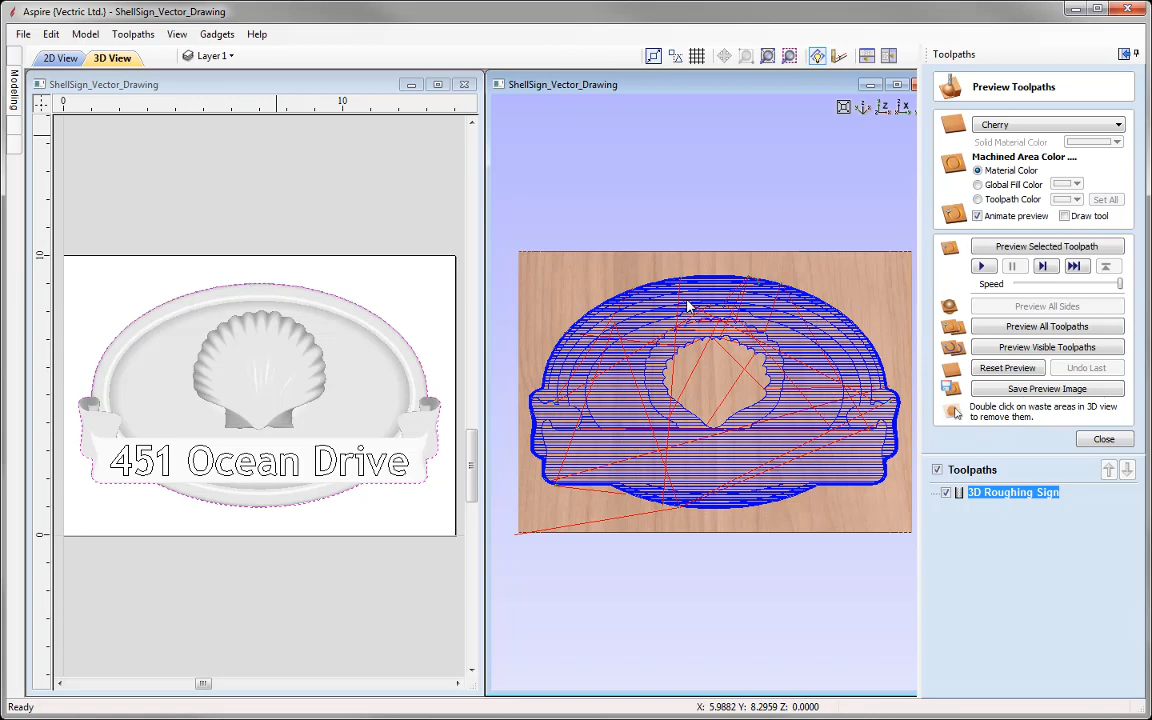 Aspire {Vectric Ltd.} - ShellSign_Vector_Drawing
File Edit Model Toolpaths View Gadgets Help
2D View 3D View Layer 1
Modeling
ShellSign_Vector_Drawing
0 10
10
0
451 Ocean Drive
ShellSign_Vector_Drawing
Z X
Toolpaths
Preview Toolpaths
Cherry
Solid Material Color
Machined Area Color ....
Material Color
Global Fill Color
Toolpath Color Set All
Animate preview Draw tool
Preview Selected Toolpath
Speed
Preview All Sides
Preview All Toolpaths
Preview Visible Toolpaths
Reset Preview Undo Last
Save Preview Image
Double click on waste areas in 3D view
to remove them.
Close
Toolpaths
3D Roughing Sign
Ready X: 5.9882 Y: 8.2959 Z: 0.0000